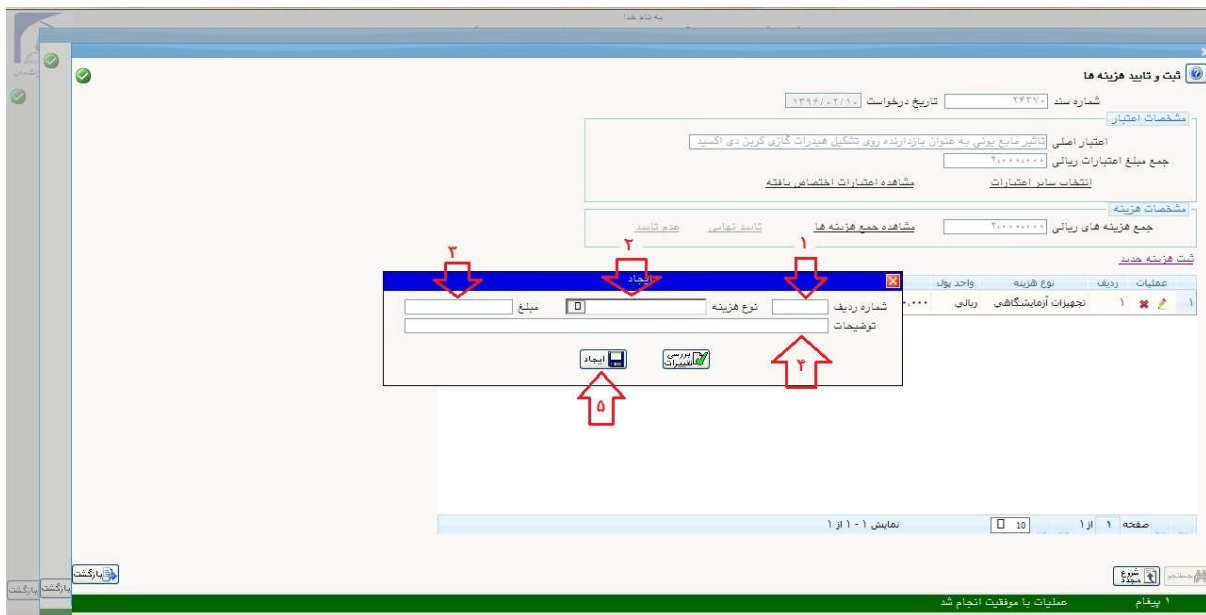 به نام خدا
ثبت و تایید هزینه ها
شماره سند ۲۴۳۷۰ تاریخ درخواست ۱۳۹۶/۰۲/۱۰
مشخصات اعتبار
اعتبار اصلی تاثیر مایع یونی به عنوان بازدارنده روی تشکیل هیدرات گازی کربن دی اکسید
جمع مبلغ اعتبارات ریالی
انتخاب سایر اعتبارات مشاهده اعتبارات اختصاص یافته
مشخصات هزینه
جمع هزینه های ریالی مشاهده جمع هزینه ها تایید نهایی عدم تایید
ثبت هزینه جدید
عملیات ردیف نوع هزینه واحد پول
۱ ۱ تجهیزات آزمایشگاهی ریالی
۱ ۲ ۳
ایجاد
شماره ردیف نوع هزینه مبلغ
توضیحات
بررسی تغییرات ایجاد
۴
۵
صفحه ۱ از ۱ 10 نمایش ۱ - ۱ از ۱
جستجو شروع مجدد بازگشت بازگشت بازگشت
۱ پیغام عملیات با موفقیت انجام شد